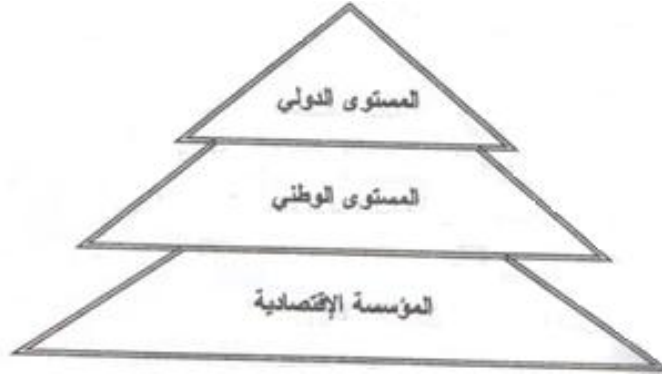 المستوى الدولي
المستوى الوطني
المؤسسة الإقتصادية